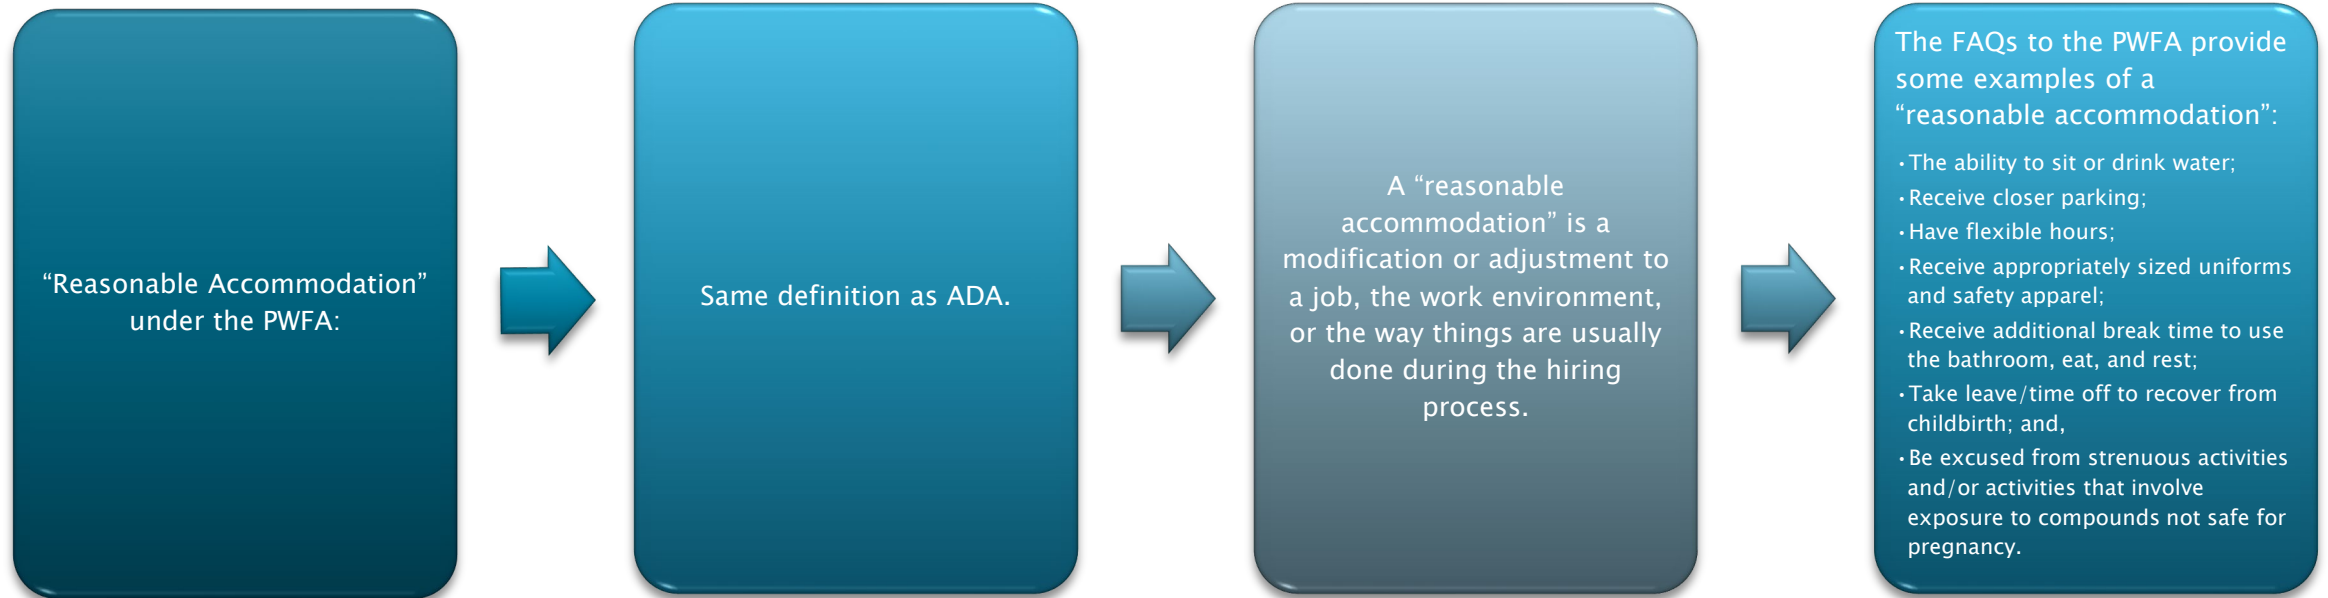 “Reasonable Accommodation”
under the PWFA:
Same definition as ADA.
A “reasonable
accommodation” is a
modification or adjustment to
a job, the work environment,
or the way things are usually
done during the hiring
process.
The FAQs to the PWFA provide
some examples of a
“reasonable accommodation”:
•The ability to sit or drink water;
•Receive closer parking;
•Have flexible hours;
•Receive appropriately sized uniforms
and safety apparel;
•Receive additional break time to use
the bathroom, eat, and rest;
•Take leave/time off to recover from
childbirth; and,
•Be excused from strenuous activities
and/or activities that involve
exposure to compounds not safe for
pregnancy.